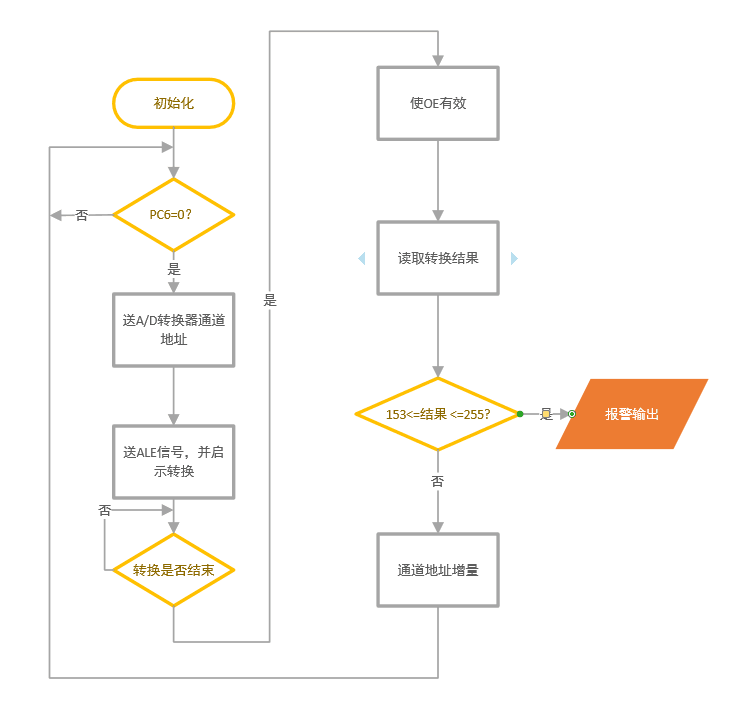 初始化
PC6=0?
否
是
送A/D转换器通道
地址
送ALE信号，并启
示转换
否
转换是否结束
是
使OE有效
读取转换结果
153<=结果 <=255?
是
报警输出
否
通道地址增量